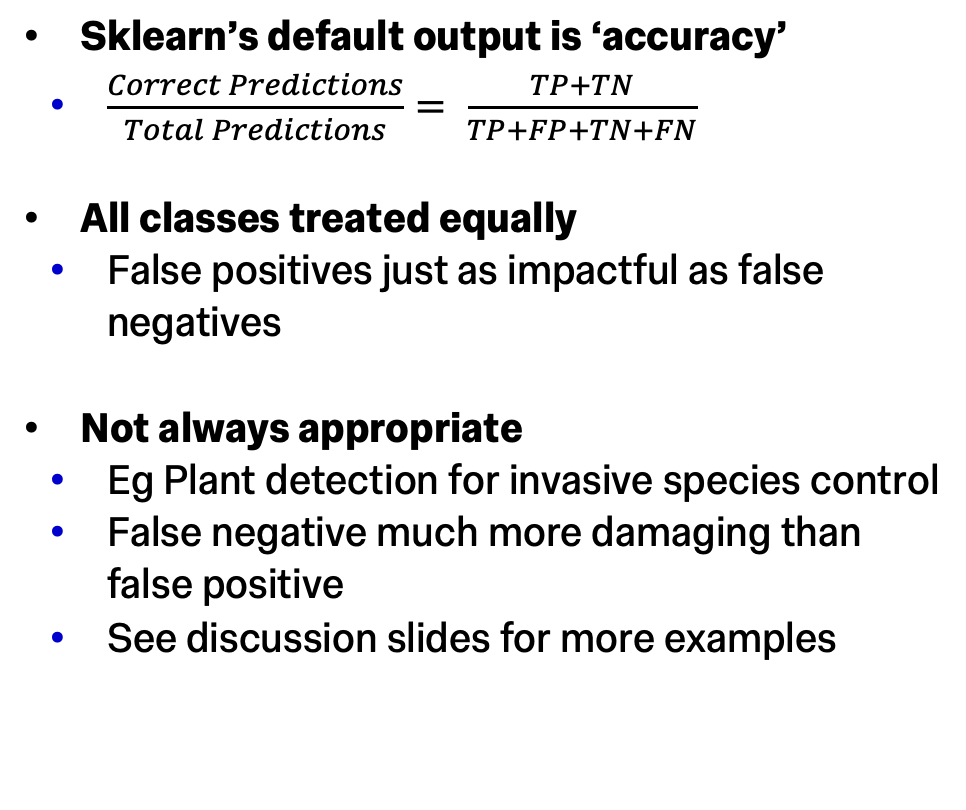 • Sklearn’s default output is ‘accuracy’
• Correct Predictions / Total Predictions = TP+TN / TP+FP+TN+FN
• All classes treated equally
• False positives just as impactful as false
negatives
• Not always appropriate
• Eg Plant detection for invasive species control
• False negative much more damaging than
false positive
• See discussion slides for more examples